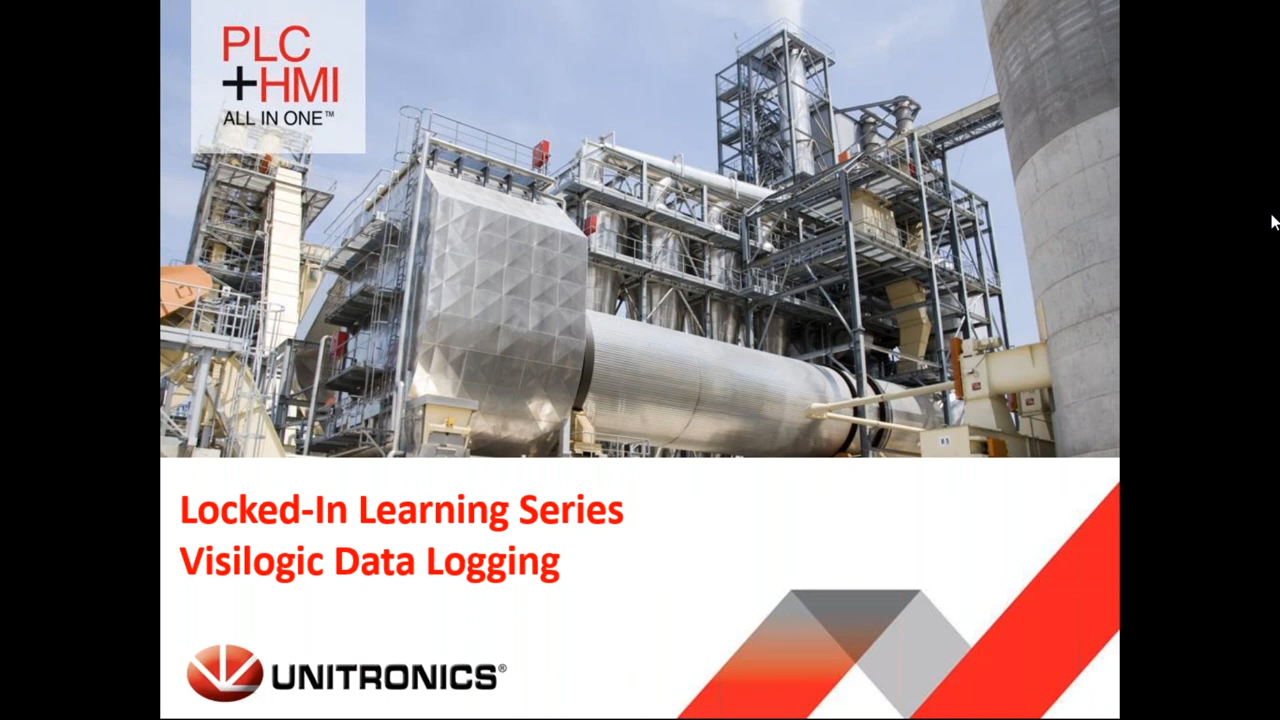 PLC
+HMI
ALL IN ONE™
Locked-In Learning Series
Visilogic Data Logging
UNITRONICS®